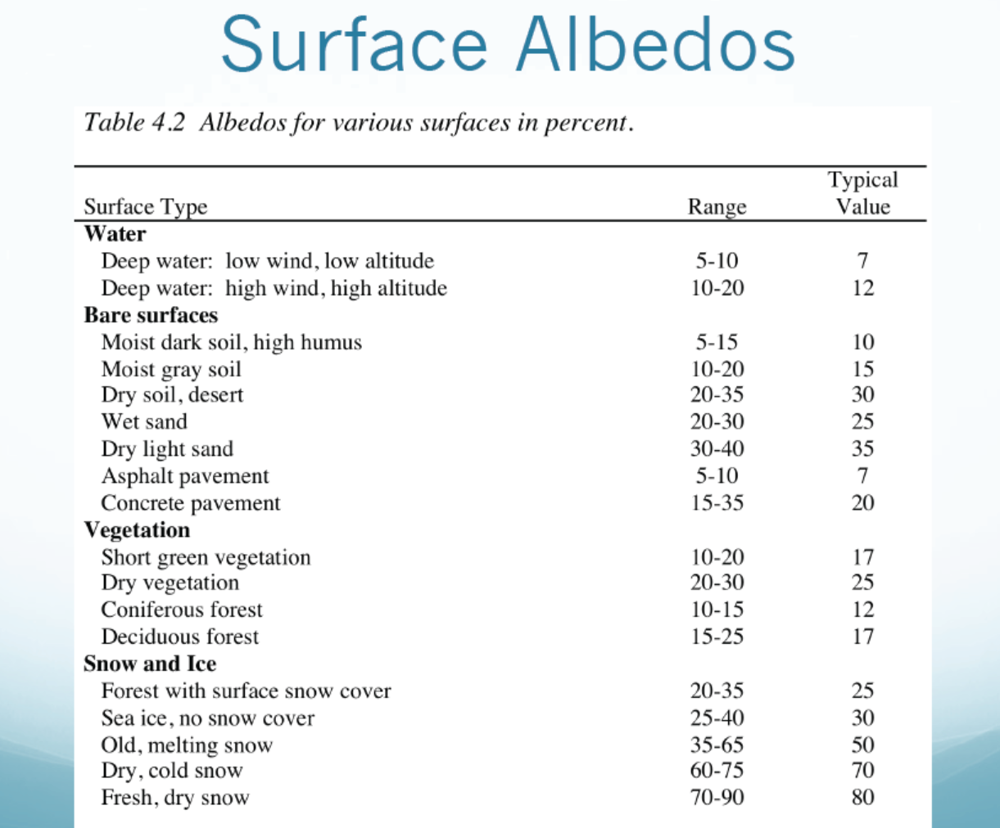 Surface Albedos
Table 4.2 Albedos for various surfaces in percent.
Typical
Surface Type Range Value
Water
Deep water: low wind, low altitude 5-10 7
Deep water: high wind, high altitude 10-20 12
Bare surfaces
Moist dark soil, high humus 5-15 10
Moist gray soil 10-20 15
Dry soil, desert 20-35 30
Wet sand 20-30 25
Dry light sand 30-40 35
Asphalt pavement 5-10 7
Concrete pavement 15-35 20
Vegetation
Short green vegetation 10-20 17
Dry vegetation 20-30 25
Coniferous forest 10-15 12
Deciduous forest 15-25 17
Snow and Ice
Forest with surface snow cover 20-35 25
Sea ice, no snow cover 25-40 30
Old, melting snow 35-65 50
Dry, cold snow 60-75 70
Fresh, dry snow 70-90 80